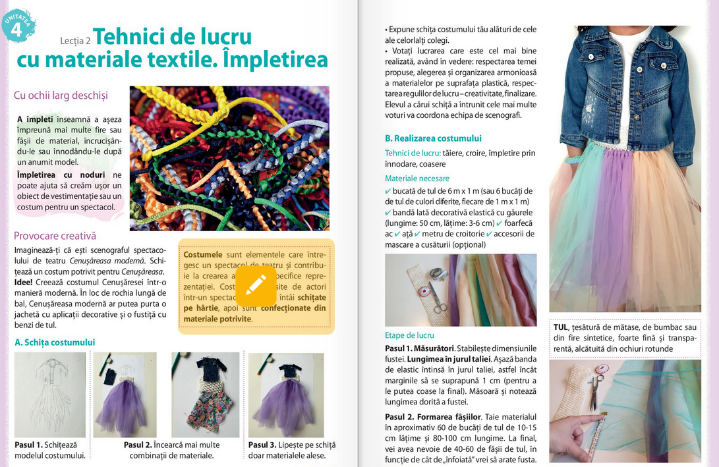 UNITATEA
4
Lecția 2 Tehnici de lucru
cu materiale textile. Împletirea
Cu ochii larg deschiși
A împleti înseamnă a așeza
împreună mai multe fire sau
fâșii de material, încrucișân-
du-le sau înnodându-le după
un anumit model.
Împletirea cu noduri ne
poate ajuta să creăm ușor un
obiect de vestimentație sau un
costum pentru un spectacol.
Provocare creativă
Imaginează-ți că ești scenograful spectaco-
lului de teatru Cenușăreasa modernă. Schi-
țează un costum potrivit pentru Cenușăreasa.
Idee! Creează costumul Cenușăresei într-o
manieră modernă. În loc de rochia lungă de
bal, Cenușăreasa modernă ar putea purta o
jachetă cu aplicații decorative și o fustiță cu
benzi de tul.
Costumele sunt elementele care între-
gesc un spectacol de teatru și contribu-
ie la crearea a specifice repre-
zentației. Cost ite de actori
într-un spectac întâi schițate
pe hârtie, apoi sunt confecționate din
materiale potrivite.
A. Schița costumului
Pasul 1. Schițează
modelul costumului.
Pasul 2. Încearcă mai multe
combinații de materiale.
Pasul 3. Lipește pe schiță
doar materialele alese.
• Expune schița costumului tău alături de cele
ale celorlalți colegi.
• Votați lucrarea care este cel mai bine
realizată, având în vedere: respectarea temei
propuse, alegerea și organizarea armonioasă
a materialelor pe suprafața plastică, respec-
tarea regulilor de lucru – creativitate, finalizare.
Elevul a cărui schiță a întrunit cele mai multe
voturi va coordona echipa de scenografi.
B. Realizarea costumului
Tehnici de lucru: tăiere, croire, împletire prin
înnodare, coasere
Materiale necesare
✓ bucată de tul de 6 m x 1 m (sau 6 bucăți de
de tul de culori diferite, fiecare de 1 m x 1 m)
✓ bandă lată decorativă elastică cu găurele
(lungime: 50 cm, lățime: 3-6 cm) ✓ foarfecă
ac ✓ ață ✓ metru de croitorie ✓ accesorii de
mascare a cusăturii (opțional)
Etape de lucru
Pasul 1. Măsurători. Stabilește dimensiunile
fustei. Lungimea în jurul taliei. Așază banda
de elastic întinsă în jurul taliei, astfel încât
marginile să se suprapună 1 cm (pentru a
le putea coase la final). Măsoară și notează
lungimea dorită a fustei.
Pasul 2. Formarea fâșiilor. Taie materialul
în aproximativ 60 de bucăți de tul de 10-15
cm lățime și 80-100 cm lungime. La final,
vei avea nevoie de 40-60 de fâșii de tul, în
funcție de cât de „înfoiată” vrei să arate fusta.
TUL, țesătură de mătase, de bumbac sau
din fire sintetice, foarte fină și transpa-
rentă, alcătuită din ochiuri rotunde